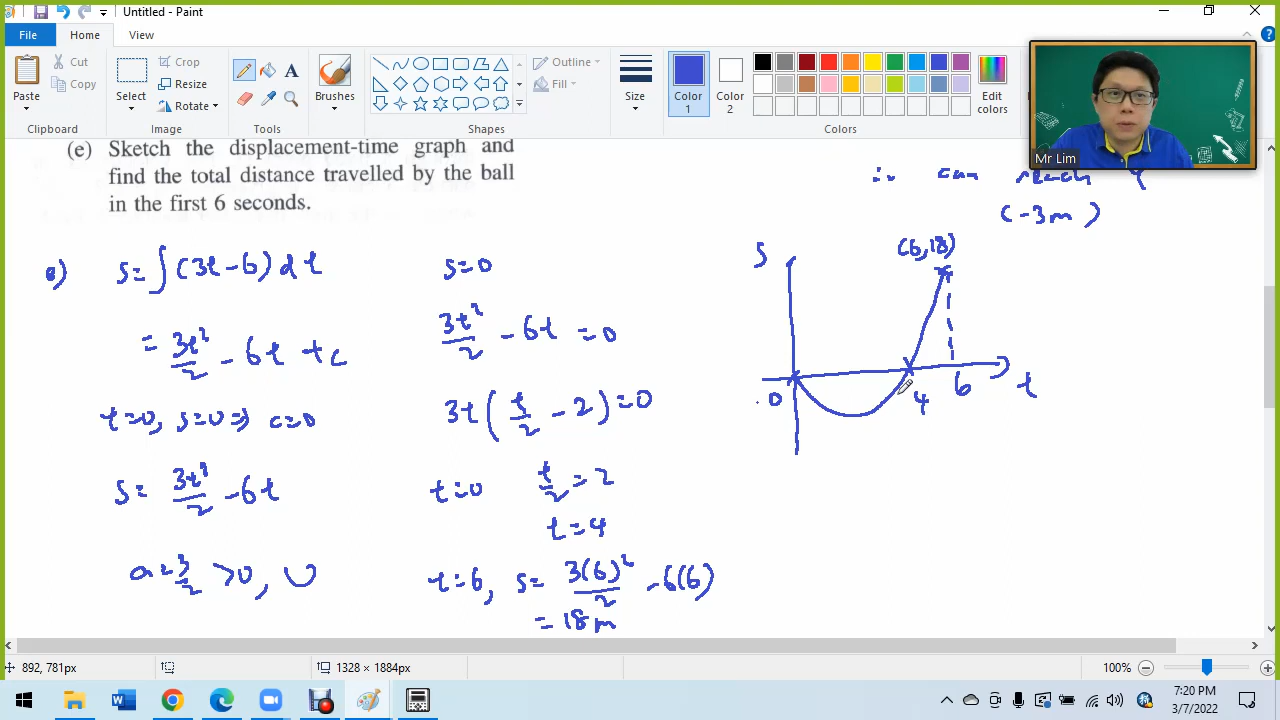 Untitled - Paint
File
Home
View
Paste
Cut
Copy
Clipboard
Select
Crop
Resize
Rotate
Image
Tools
Brushes
Shapes
Outline
Fill
Size
Color 1
Color 2
Colors
Edit colors
Mr Lim
(e) Sketch the displacement-time graph and
find the total distance travelled by the ball
in the first 6 seconds.
∴ can reach Y
(-3m)
e) s = ∫(3t-6)dt
= 3t²/2 - 6t + c
t=0, s=0 ⇒ c=0
s = 3t²/2 - 6t
a = 3/2 > 0, ∪
s=0
3t²/2 - 6t = 0
3t(t/2 - 2) = 0
t=0 t/2 = 2
t = 4
t=6, s = 3(6)²/2 - 6(6)
= 18m
s
(6,18)
0
4
6
t
892, 781px
1328 × 1884px
100%
7:20 PM
3/7/2022